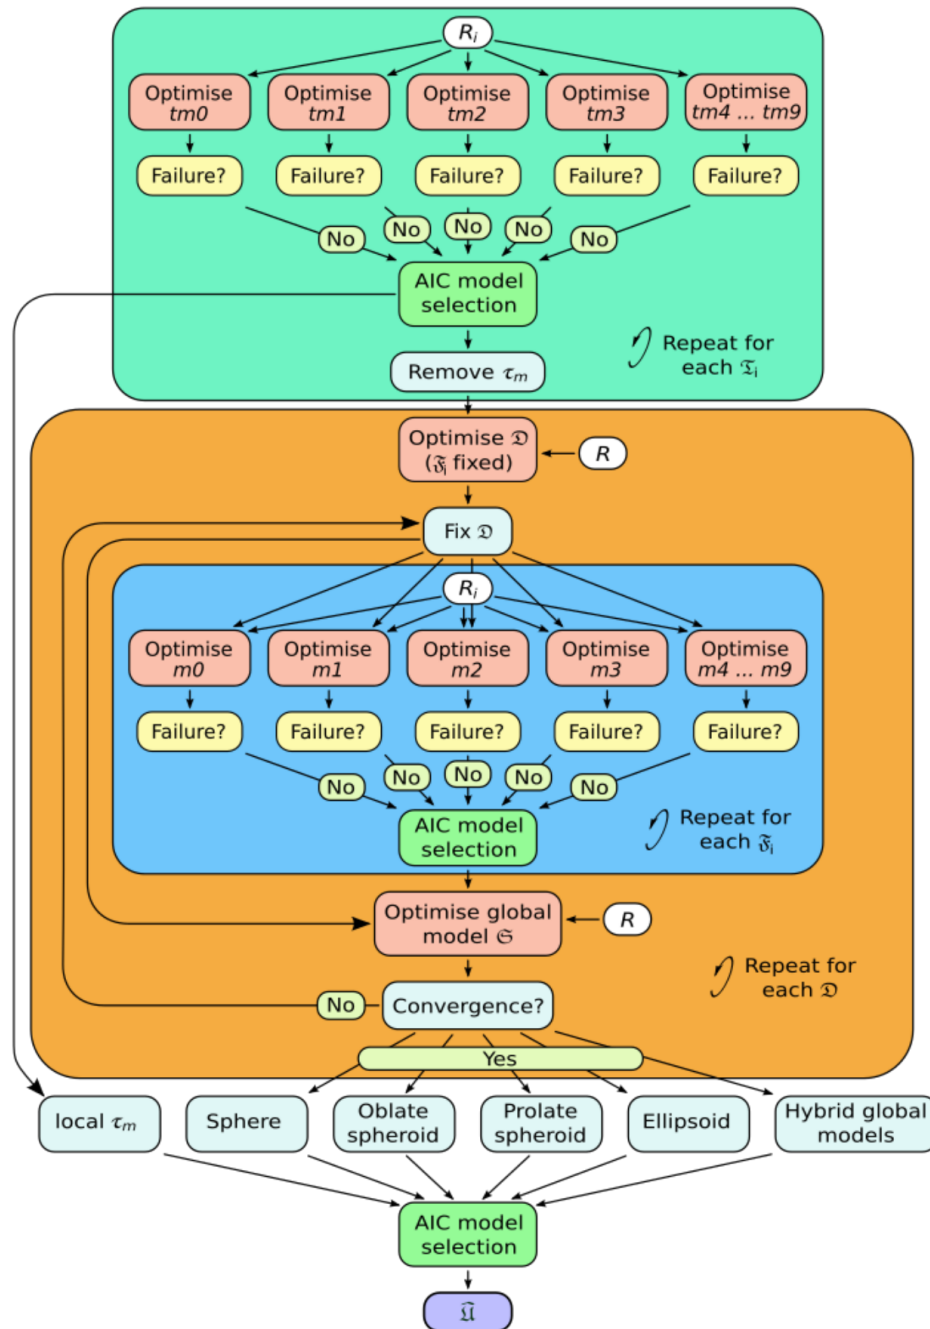 R_i
Optimise
tm0
Optimise
tm1
Optimise
tm2
Optimise
tm3
Optimise
tm4 ... tm9
Failure?
Failure?
Failure?
Failure?
Failure?
No
No
No
No
No
AIC model
selection
Repeat for
each 𝔗i
Remove τm
Optimise 𝔇
(𝔉i fixed)
R
Fix 𝔇
R_i
Optimise
m0
Optimise
m1
Optimise
m2
Optimise
m3
Optimise
m4 ... m9
Failure?
Failure?
Failure?
Failure?
Failure?
No
No
No
No
No
AIC model
selection
Repeat for
each 𝔉i
Optimise global
model 𝔖
R
Repeat for
each 𝔇
No
Convergence?
Yes
local τm
Sphere
Oblate
spheroid
Prolate
spheroid
Ellipsoid
Hybrid global
models
AIC model
selection
𝔘̂